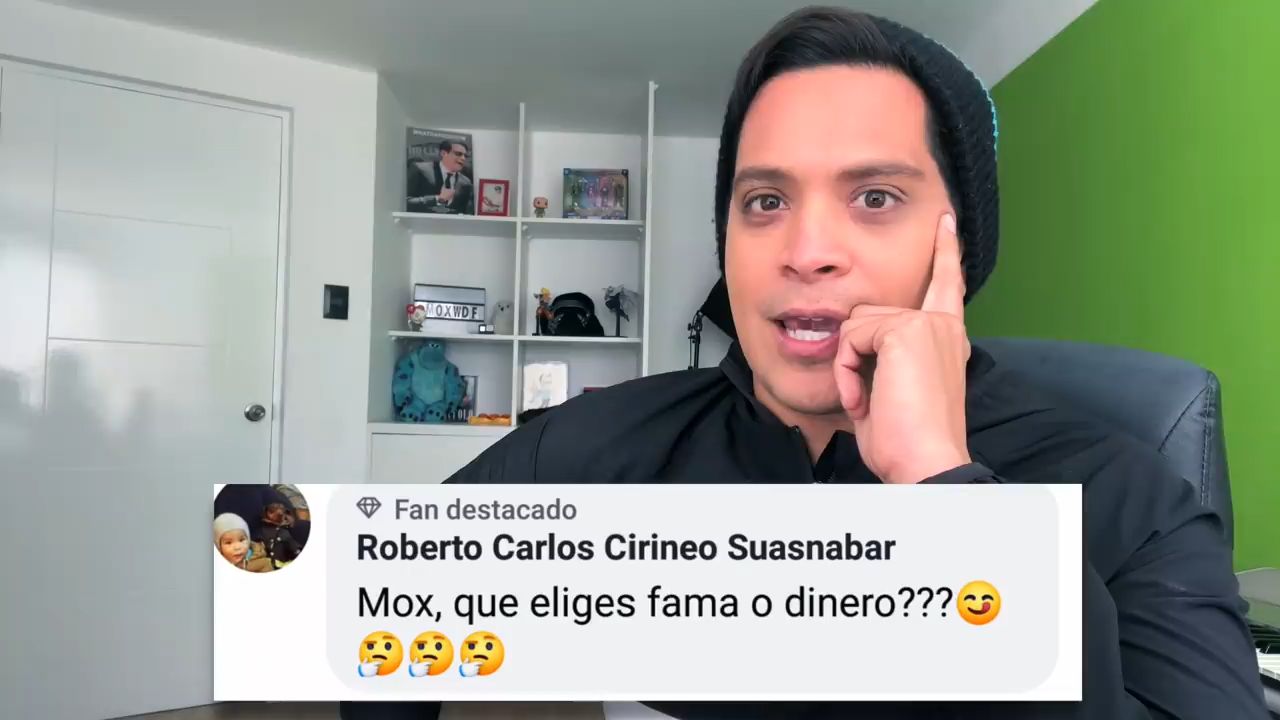 MOXWDF
Fan destacado
Roberto Carlos Cirineo Suasnabar
Mox, que eliges fama o dinero???😋
🤔🤔🤔